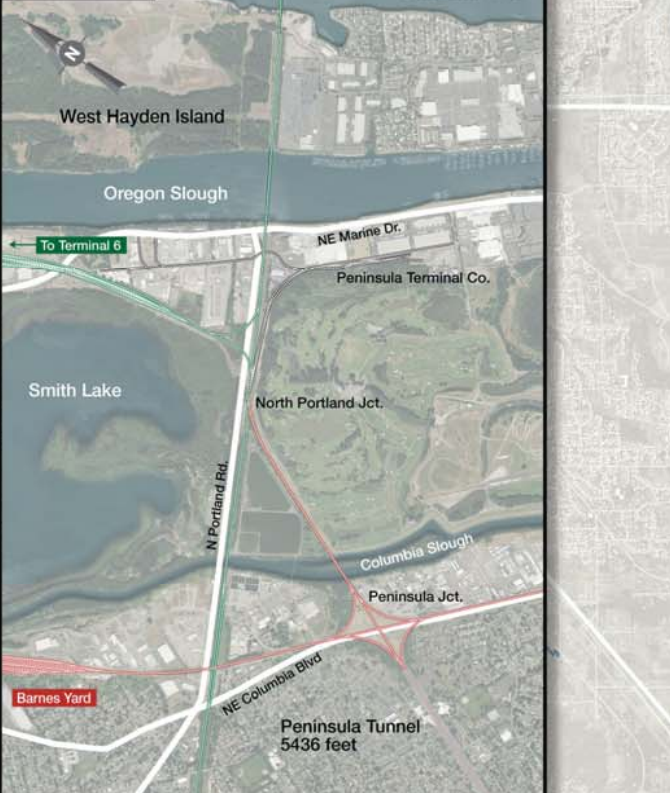 N
West Hayden Island
Oregon Slough
To Terminal 6
NE Marine Dr.
Peninsula Terminal Co.
Smith Lake
North Portland Jct.
N Portland Rd.
Columbia Slough
Peninsula Jct.
Barnes Yard
NE Columbia Blvd
Peninsula Tunnel
5436 feet